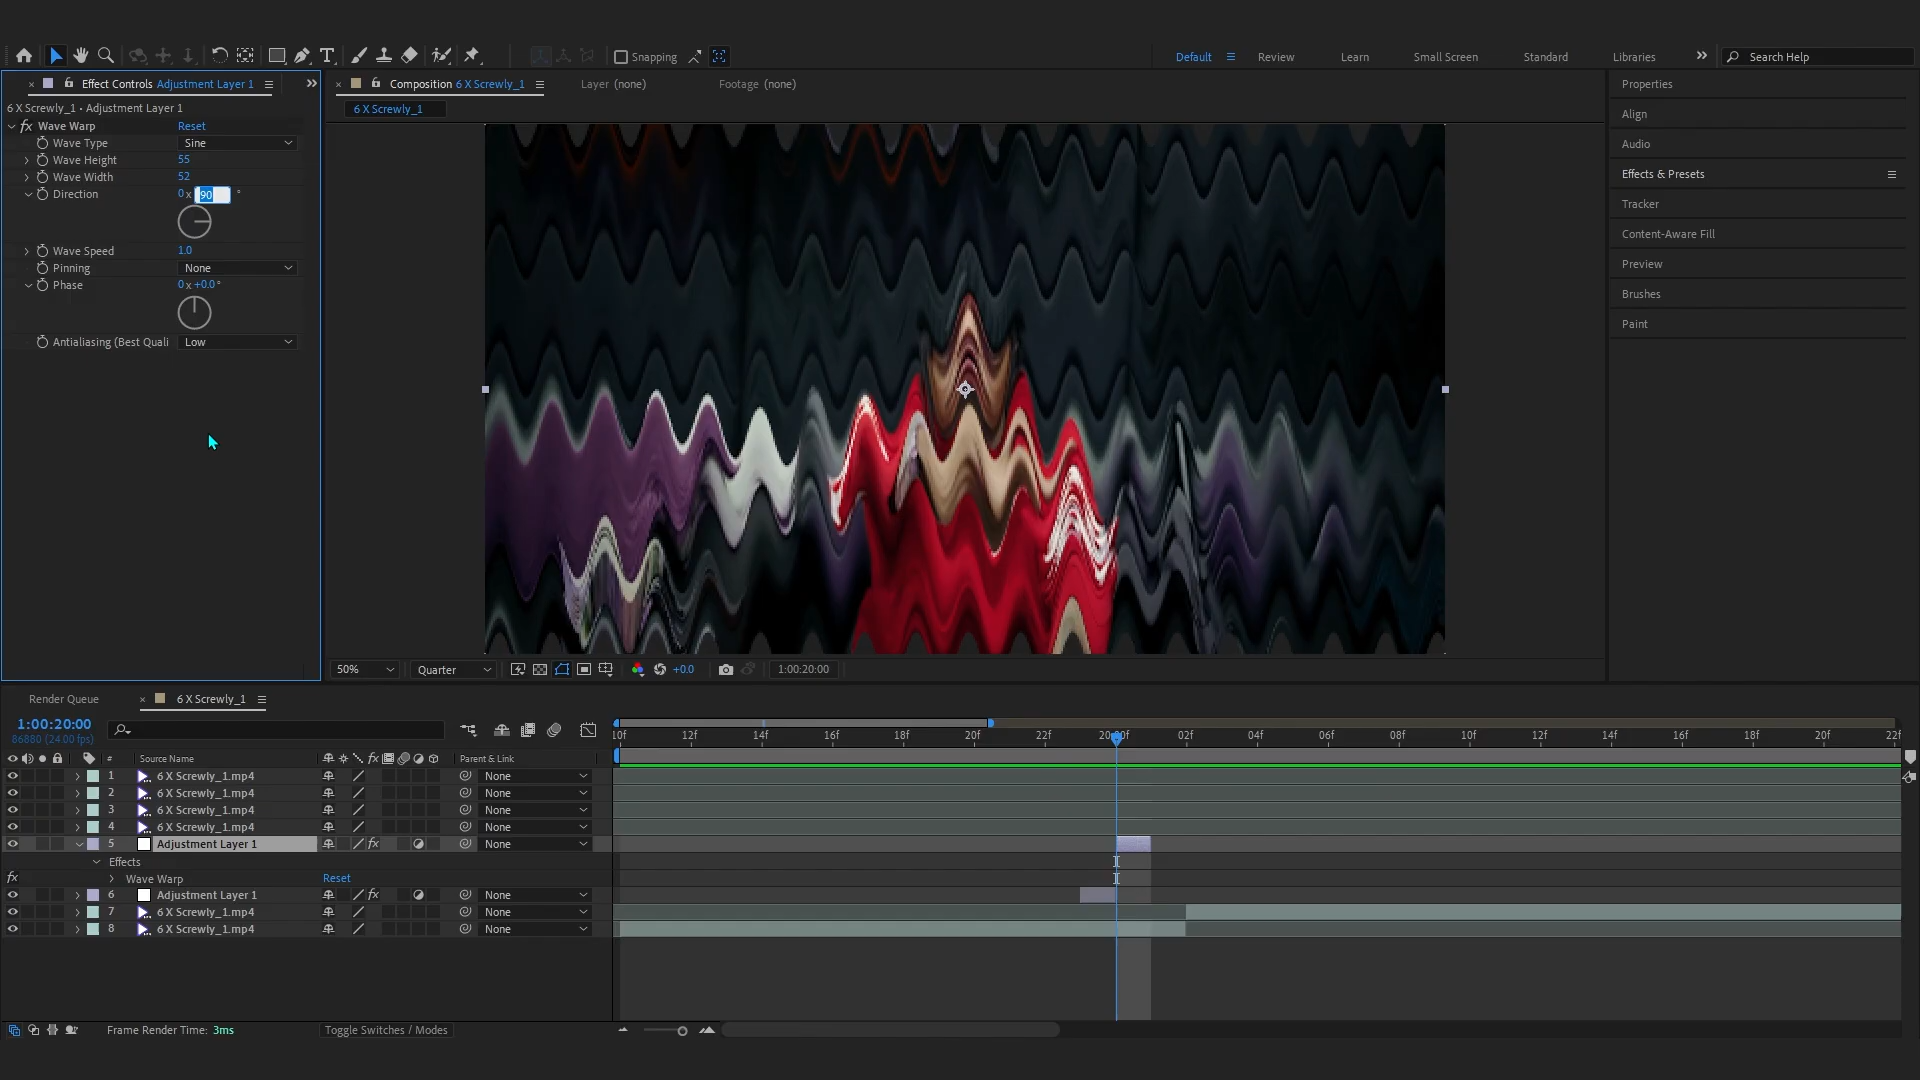 Snapping
Default
Review
Learn
Small Screen
Standard
Libraries
Search Help
Effect Controls Adjustment Layer 1
Composition 6 X Screwly_1
Layer (none)
Footage (none)
6 X Screwly_1 • Adjustment Layer 1
6 X Screwly_1
fx Wave Warp Reset
Wave Type Sine
Wave Height 55
Wave Width 52
Direction 0 x 90 °
Wave Speed 1.0
Pinning None
Phase 0 x +0.0 °
Antialiasing (Best Quali Low
Properties
Align
Audio
Effects & Presets
Tracker
Content-Aware Fill
Preview
Brushes
Paint
50% Quarter +0.0 1:00:20:00
Render Queue
6 X Screwly_1
1:00:20:00
86880 (24.00 fps)
10f 12f 14f 16f 18f 20f 22f 02f 04f 06f 08f 10f 12f 14f 16f 18f 20f 22f
# Source Name fx Parent & Link
1 6 X Screwly_1.mp4 None
2 6 X Screwly_1.mp4 None
3 6 X Screwly_1.mp4 None
4 6 X Screwly_1.mp4 None
5 Adjustment Layer 1 fx None
Effects
fx Wave Warp Reset
6 Adjustment Layer 1 fx None
7 6 X Screwly_1.mp4 None
8 6 X Screwly_1.mp4 None
Frame Render Time: 3ms
Toggle Switches / Modes